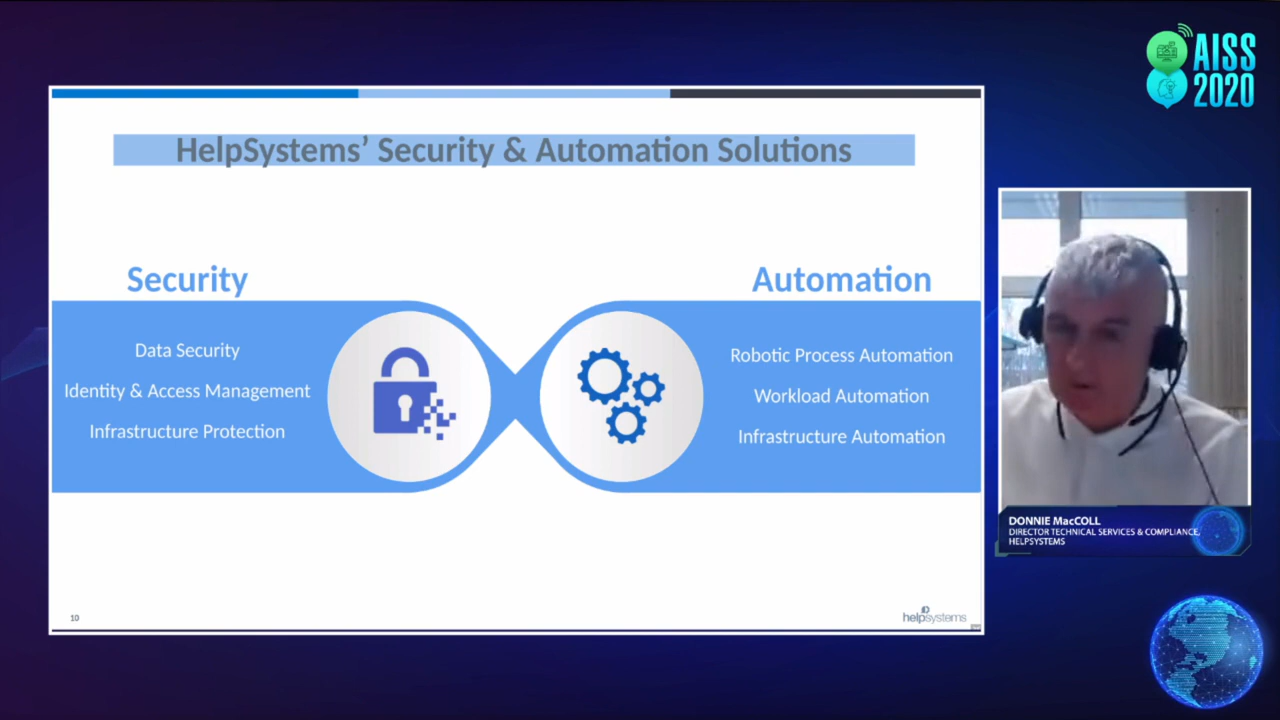 AISS
2020
HelpSystems’ Security & Automation Solutions
Security
Data Security
Identity & Access Management
Infrastructure Protection
Automation
Robotic Process Automation
Workload Automation
Infrastructure Automation
10
helpsystems
DONNIE MacCOLL
DIRECTOR TECHNICAL SERVICES & COMPLIANCE,
HELPSYSTEMS